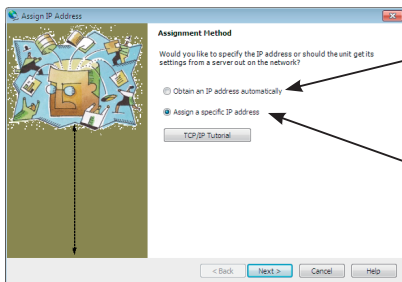 Assign IP Address
Assignment Method
Would you like to specify the IP address or should the unit get its
settings from a server out on the network?
Obtain an IP address automatically
Assign a specific IP address
TCP/IP Tutorial
< Back
Next >
Cancel
Help